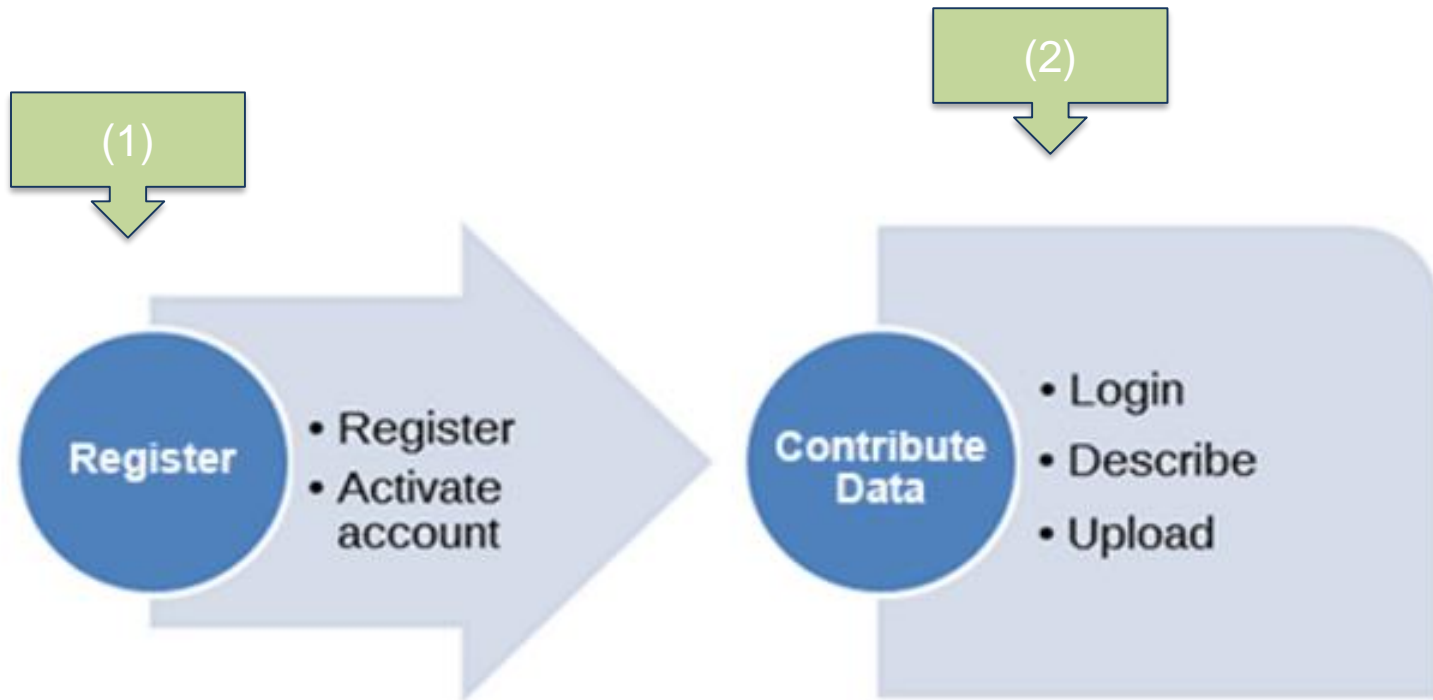 (1)
(2)
Register
• Register
• Activate
account
Contribute
Data
• Login
• Describe
• Upload